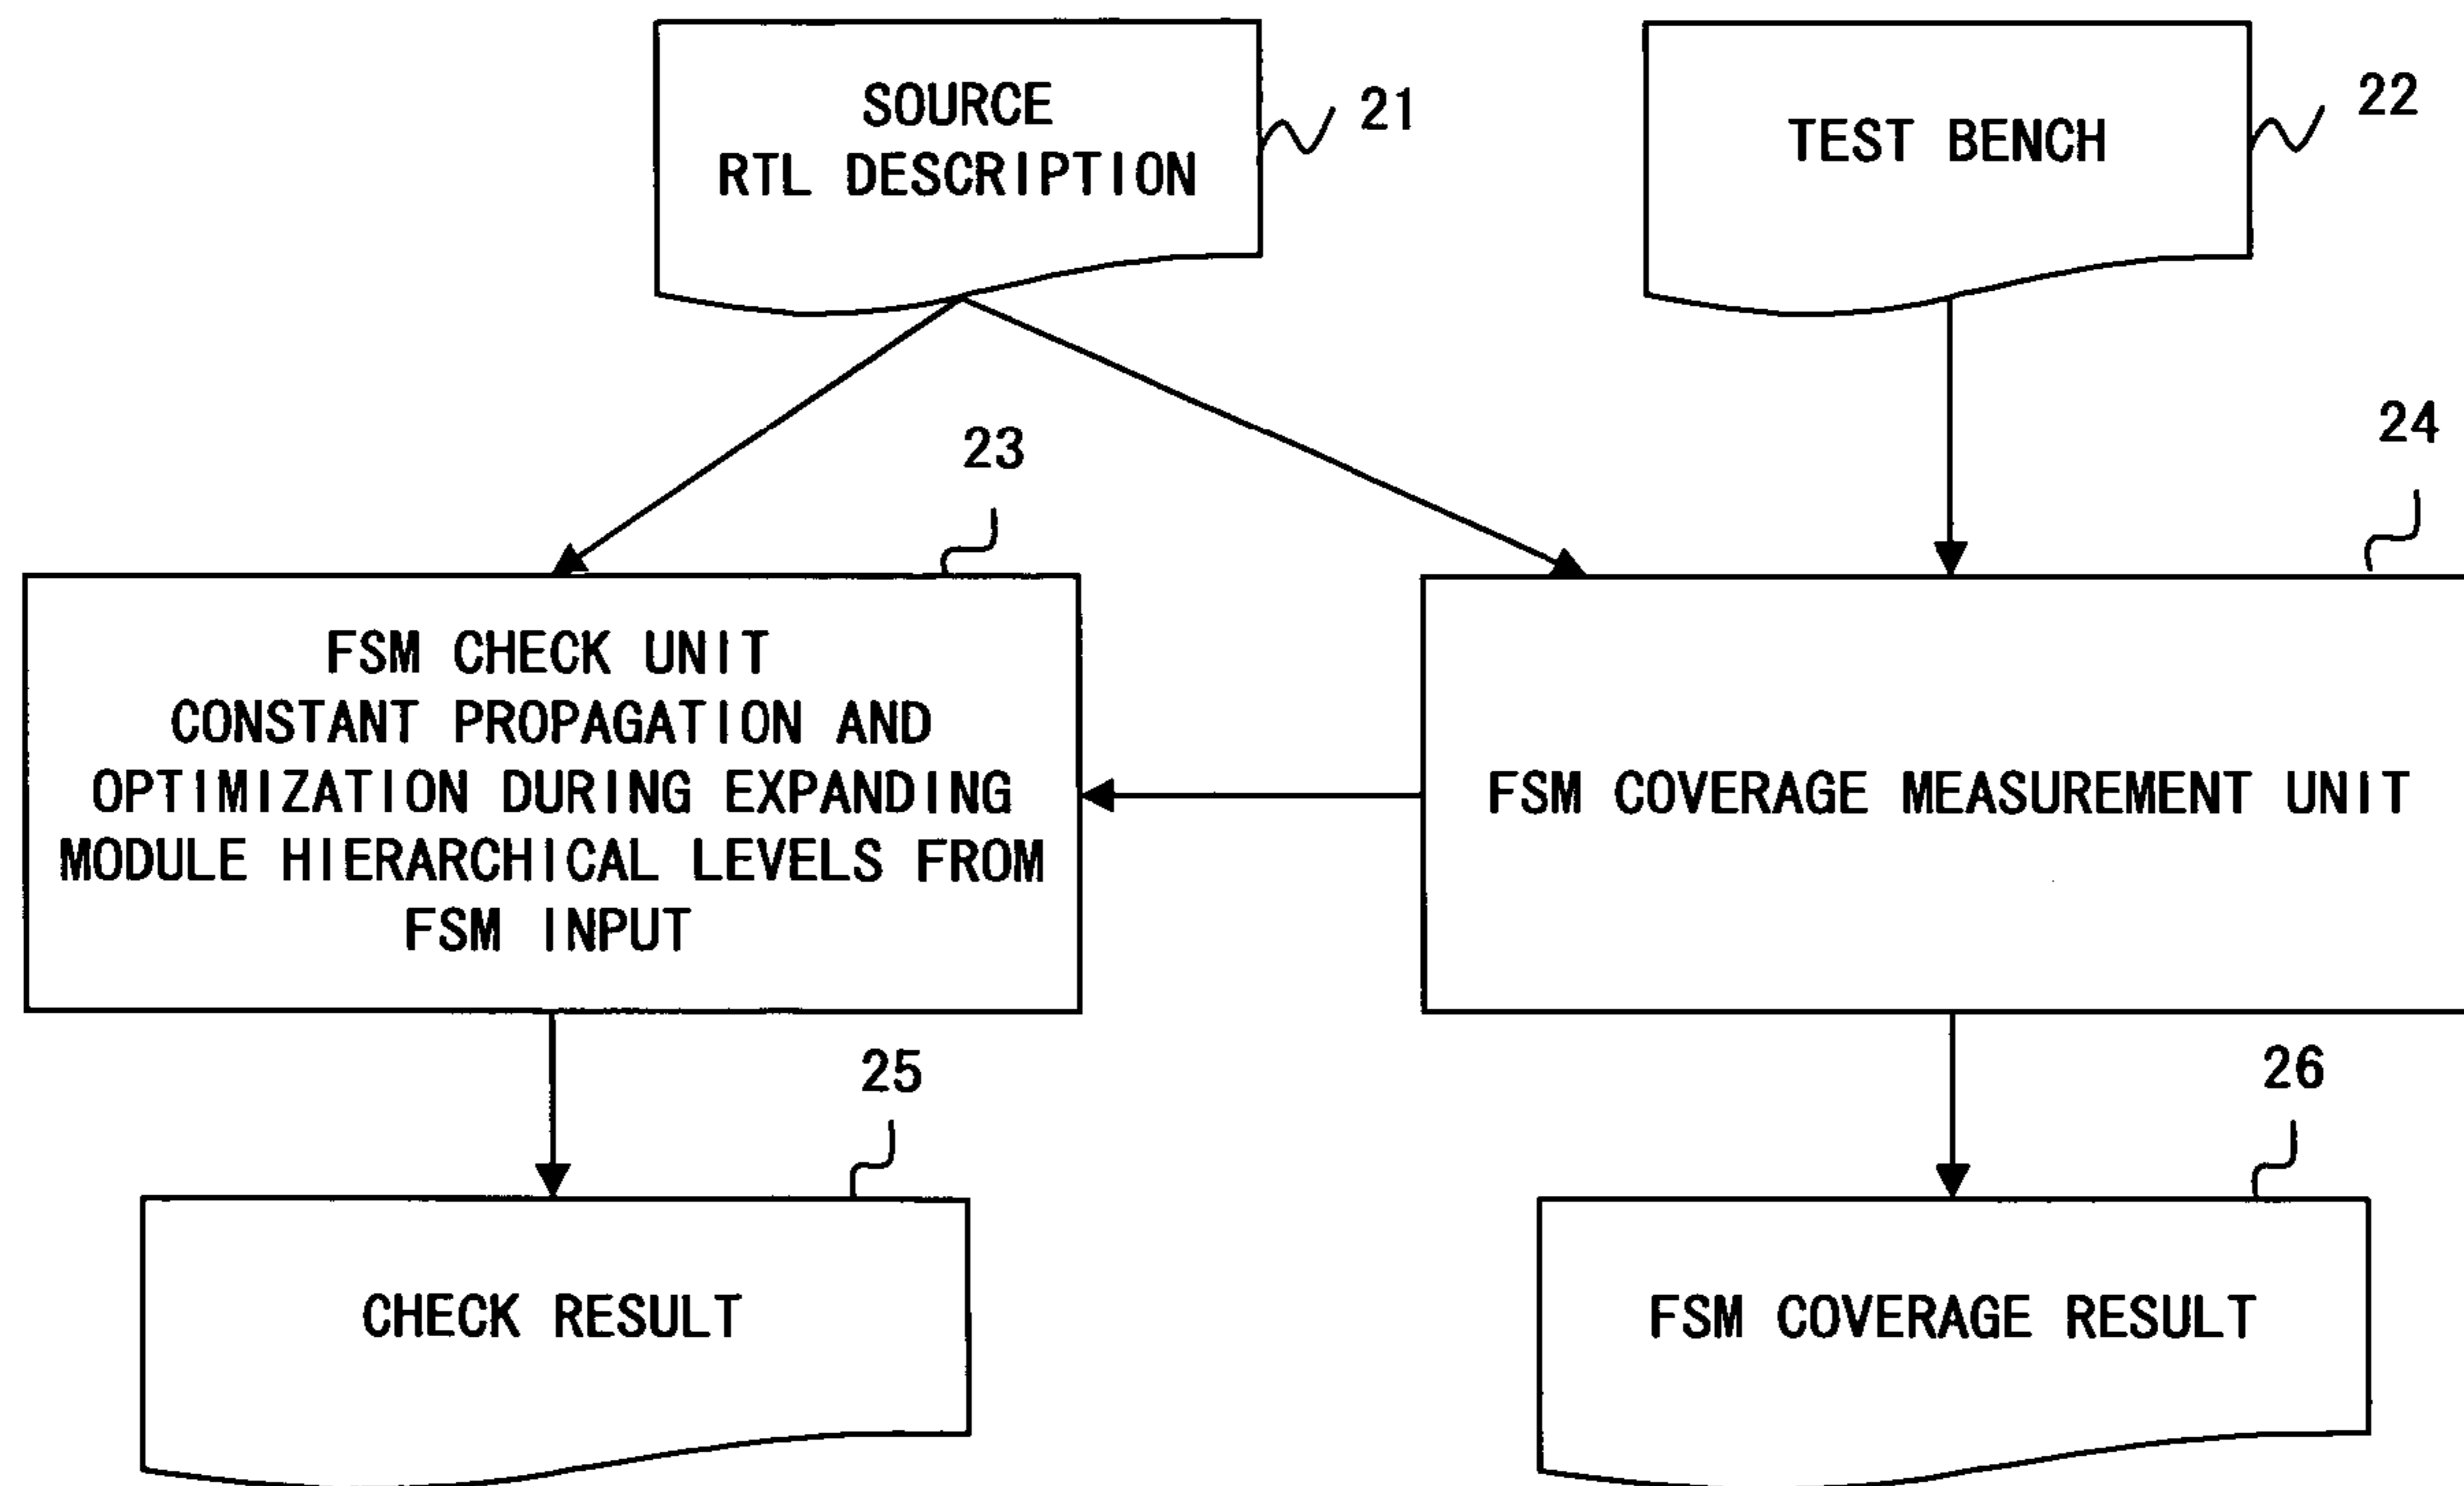 SOURCE
RTL DESCRIPTION
21
TEST BENCH
22
23
24
FSM CHECK UNIT
CONSTANT PROPAGATION AND
OPTIMIZATION DURING EXPANDING
MODULE HIERARCHICAL LEVELS FROM
FSM INPUT
FSM COVERAGE MEASUREMENT UNIT
25
26
CHECK RESULT
FSM COVERAGE RESULT